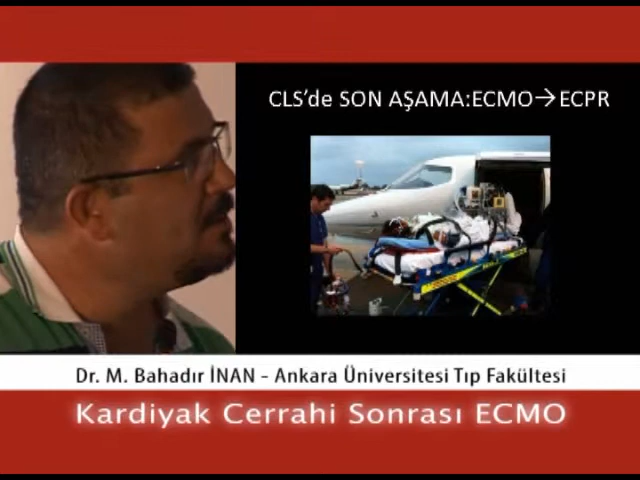 CLS’de SON AŞAMA:ECMO→ECPR
Dr. M. Bahadır İNAN - Ankara Üniversitesi Tıp Fakültesi
Kardiyak Cerrahi Sonrası ECMO